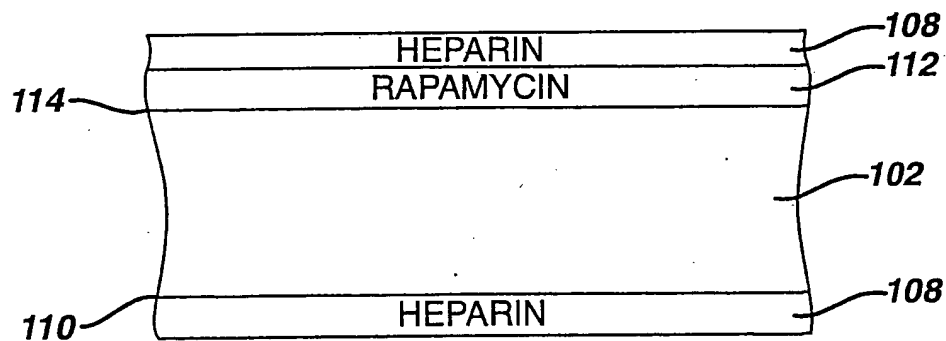 HEPARIN 108
RAPAMYCIN 112
114
102
110 HEPARIN 108